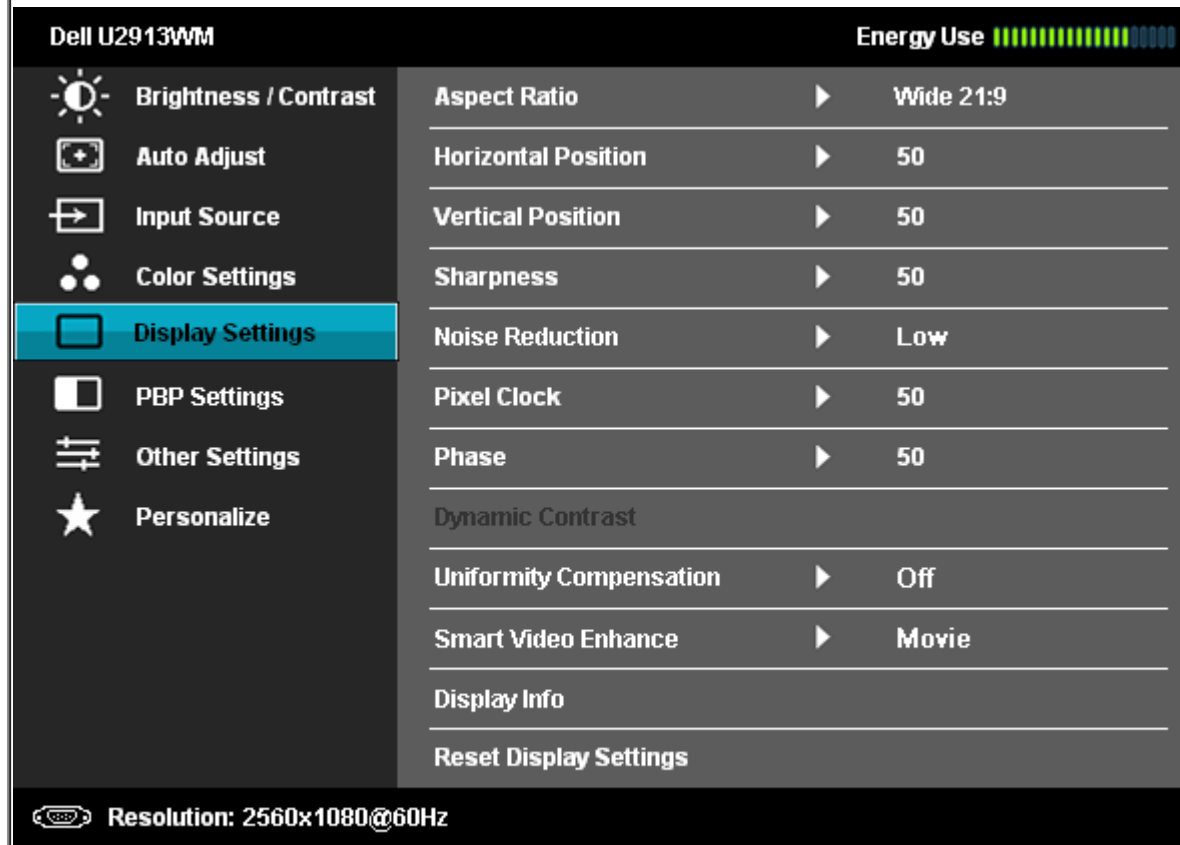 Dell U2913WM Energy Use
Brightness / Contrast
Auto Adjust
Input Source
Color Settings
Display Settings
PBP Settings
Other Settings
Personalize
Aspect Ratio Wide 21:9
Horizontal Position 50
Vertical Position 50
Sharpness 50
Noise Reduction Low
Pixel Clock 50
Phase 50
Dynamic Contrast
Uniformity Compensation Off
Smart Video Enhance Movie
Display Info
Reset Display Settings
Resolution: 2560x1080@60Hz